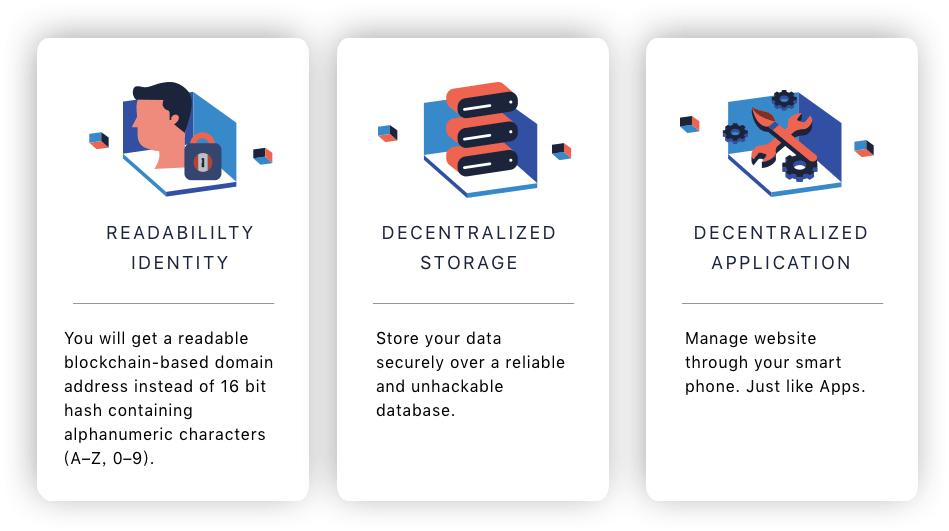 READABILILTY
IDENTITY
You will get a readable
blockchain-based domain
address instead of 16 bit
hash containing
alphanumeric characters
(A–Z, 0–9).
DECENTRALIZED
STORAGE
Store your data
securely over a reliable
and unhackable
database.
DECENTRALIZED
APPLICATION
Manage website
through your smart
phone. Just like Apps.